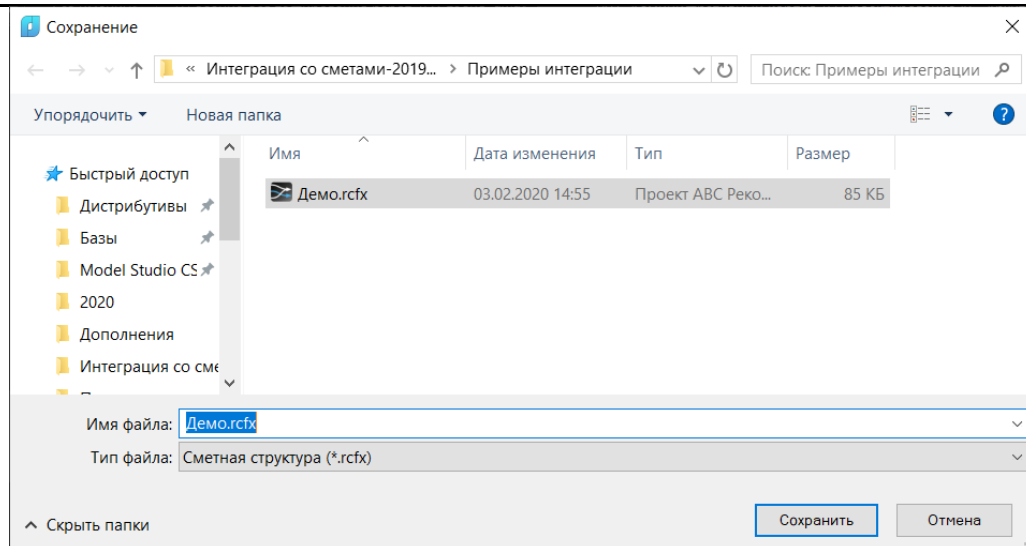 Сохранение
« Интеграция со сметами-2019... > Примеры интеграции
Поиск: Примеры интеграции
Упорядочить
Новая папка
Имя
Дата изменения
Тип
Размер
Быстрый доступ
Демо.rcfx
03.02.2020 14:55
Проект АВС Реко...
85 КБ
Дистрибутивы
Базы
Model Studio CS
2020
Дополнения
Интеграция со сме
Имя файла: Демо.rcfx
Тип файла: Сметная структура (*.rcfx)
Скрыть папки
Сохранить
Отмена